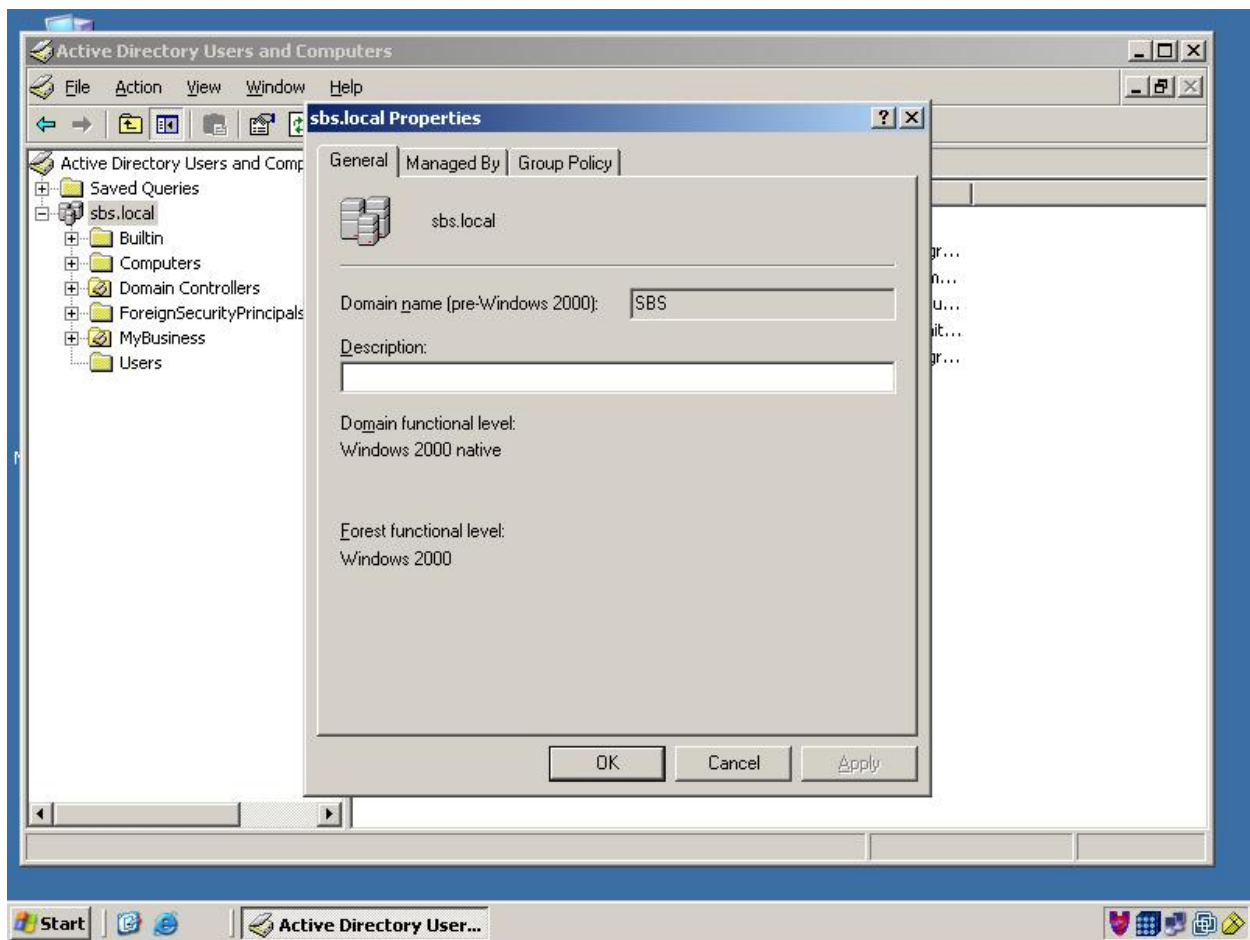 Active Directory Users and Computers
File Action View Window Help
sbs.local Properties
General Managed By Group Policy
Active Directory Users and Comp
Saved Queries
sbs.local
Builtin
Computers
Domain Controllers
ForeignSecurityPrincipals
MyBusiness
Users
sbs.local
Domain name (pre-Windows 2000): SBS
Description:
Domain functional level:
Windows 2000 native
Forest functional level:
Windows 2000
OK Cancel Apply
gr...
u...
Start Active Directory User...